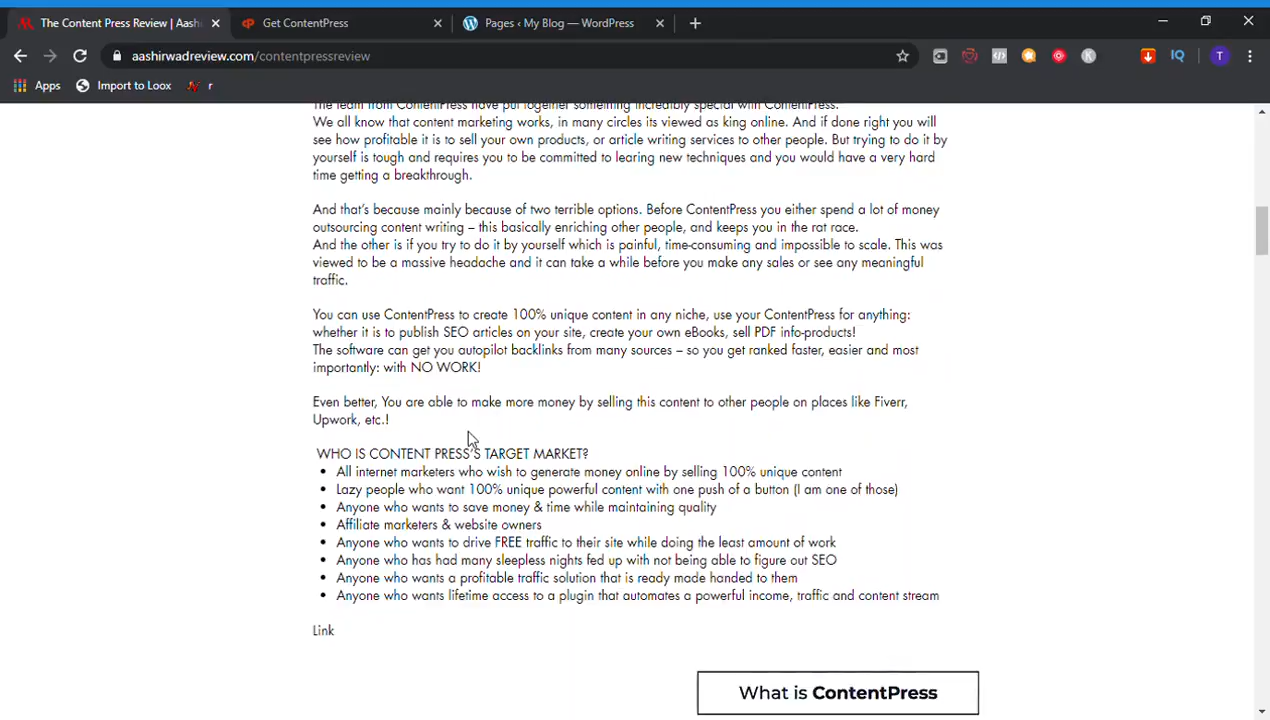 The Content Press Review | Aash
Get ContentPress
Pages ‹ My Blog — WordPress
aashirwadreview.com/contentpressreview
IQ
T
Apps
Import to Loox
r
The team from ContentPress have put together something incredibly special with ContentPress.
We all know that content marketing works, in many circles its viewed as king online. And if done right you will
see how profitable it is to sell your own products, or article writing services to other people. But trying to do it by
yourself is tough and requires you to be committed to learing new techniques and you would have a very hard
time getting a breakthrough.
And that's because mainly because of two terrible options. Before ContentPress you either spend a lot of money
outsourcing content writing – this basically enriching other people, and keeps you in the rat race.
And the other is if you try to do it by yourself which is painful, time-consuming and impossible to scale. This was
viewed to be a massive headache and it can take a while before you make any sales or see any meaningful
traffic.
You can use ContentPress to create 100% unique content in any niche, use your ContentPress for anything:
whether it is to publish SEO articles on your site, create your own eBooks, sell PDF info-products!
The software can get you autopilot backlinks from many sources – so you get ranked faster, easier and most
importantly: with NO WORK!
Even better, You are able to make more money by selling this content to other people on places like Fiverr,
Upwork, etc.!
WHO IS CONTENT PRESS'S TARGET MARKET?
• All internet marketers who wish to generate money online by selling 100% unique content
• Lazy people who want 100% unique powerful content with one push of a button (I am one of those)
• Anyone who wants to save money & time while maintaining quality
• Affiliate marketers & website owners
• Anyone who wants to drive FREE traffic to their site while doing the least amount of work
• Anyone who has had many sleepless nights fed up with not being able to figure out SEO
• Anyone who wants a profitable traffic solution that is ready made handed to them
• Anyone who wants lifetime access to a plugin that automates a powerful income, traffic and content stream
Link
What is ContentPress